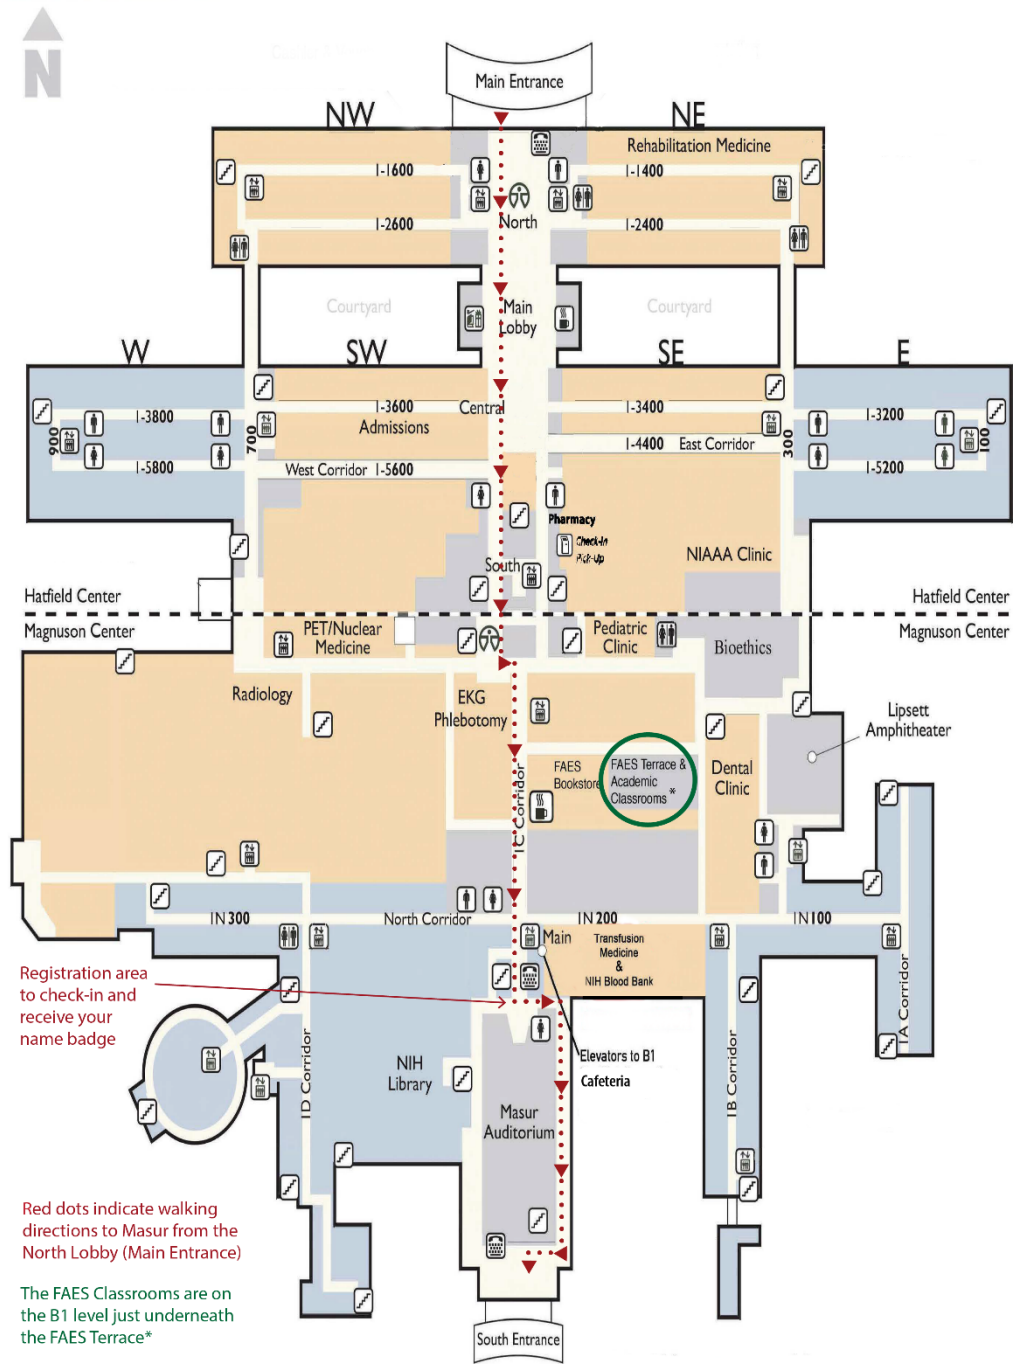 N
Main Entrance
NW
NE
Rehabilitation Medicine
1-1600
1-1400
North
1-2600
1-2400
Courtyard
Main
Lobby
Courtyard
W
SW
SE
E
1-3800
1-3600
Central
1-3400
1-3200
Admissions
900
700
300
100
1-4400
East Corridor
1-5800
West Corridor
1-5600
1-5200
Pharmacy
Check-In
Pick-Up
South
NIAAA Clinic
Hatfield Center
Hatfield Center
Magnuson Center
Magnuson Center
PET/Nuclear
Medicine
Pediatric
Clinic
Bioethics
Radiology
EKG
Phlebotomy
Lipsett
Amphitheater
FAES
Bookstore
FAES Terrace &
Academic
Classrooms *
Dental
Clinic
1C Corridor
1N 300
North Corridor
1N 200
1N 100
Main
Transfusion
Medicine
&
NIH Blood Bank
Registration area
to check-in and
receive your
name badge
1A Corridor
Elevators to B1
Cafeteria
NIH
Library
1D Corridor
1B Corridor
Masur
Auditorium
Red dots indicate walking
directions to Masur from the
North Lobby (Main Entrance)
The FAES Classrooms are on
the B1 level just underneath
the FAES Terrace*
South Entrance